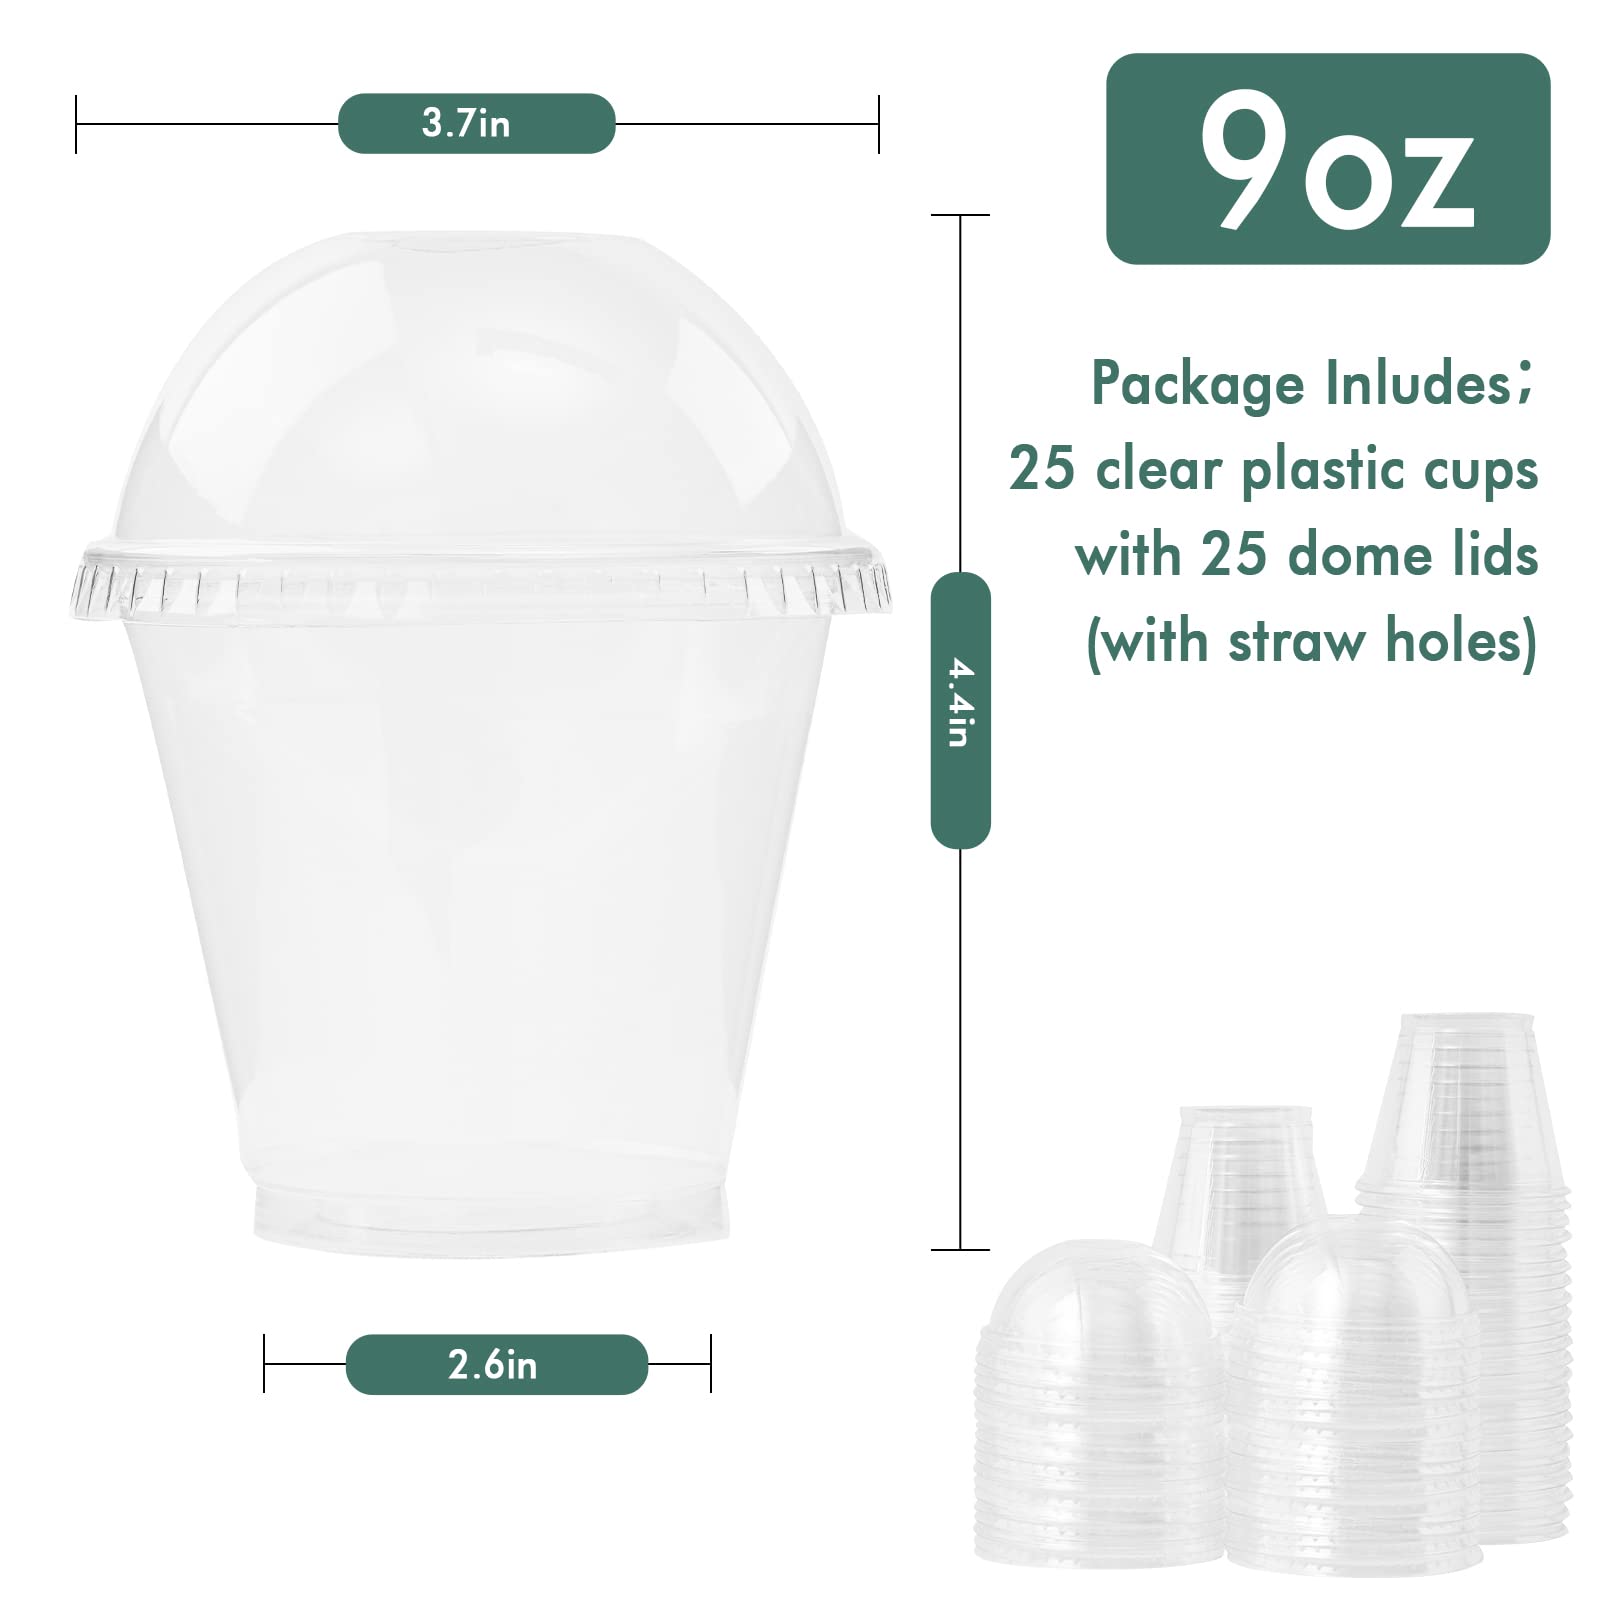 3.7in
9oz
Package Inludes;
25 clear plastic cups
with 25 dome lids
(with straw holes)
4.4in
2.6in